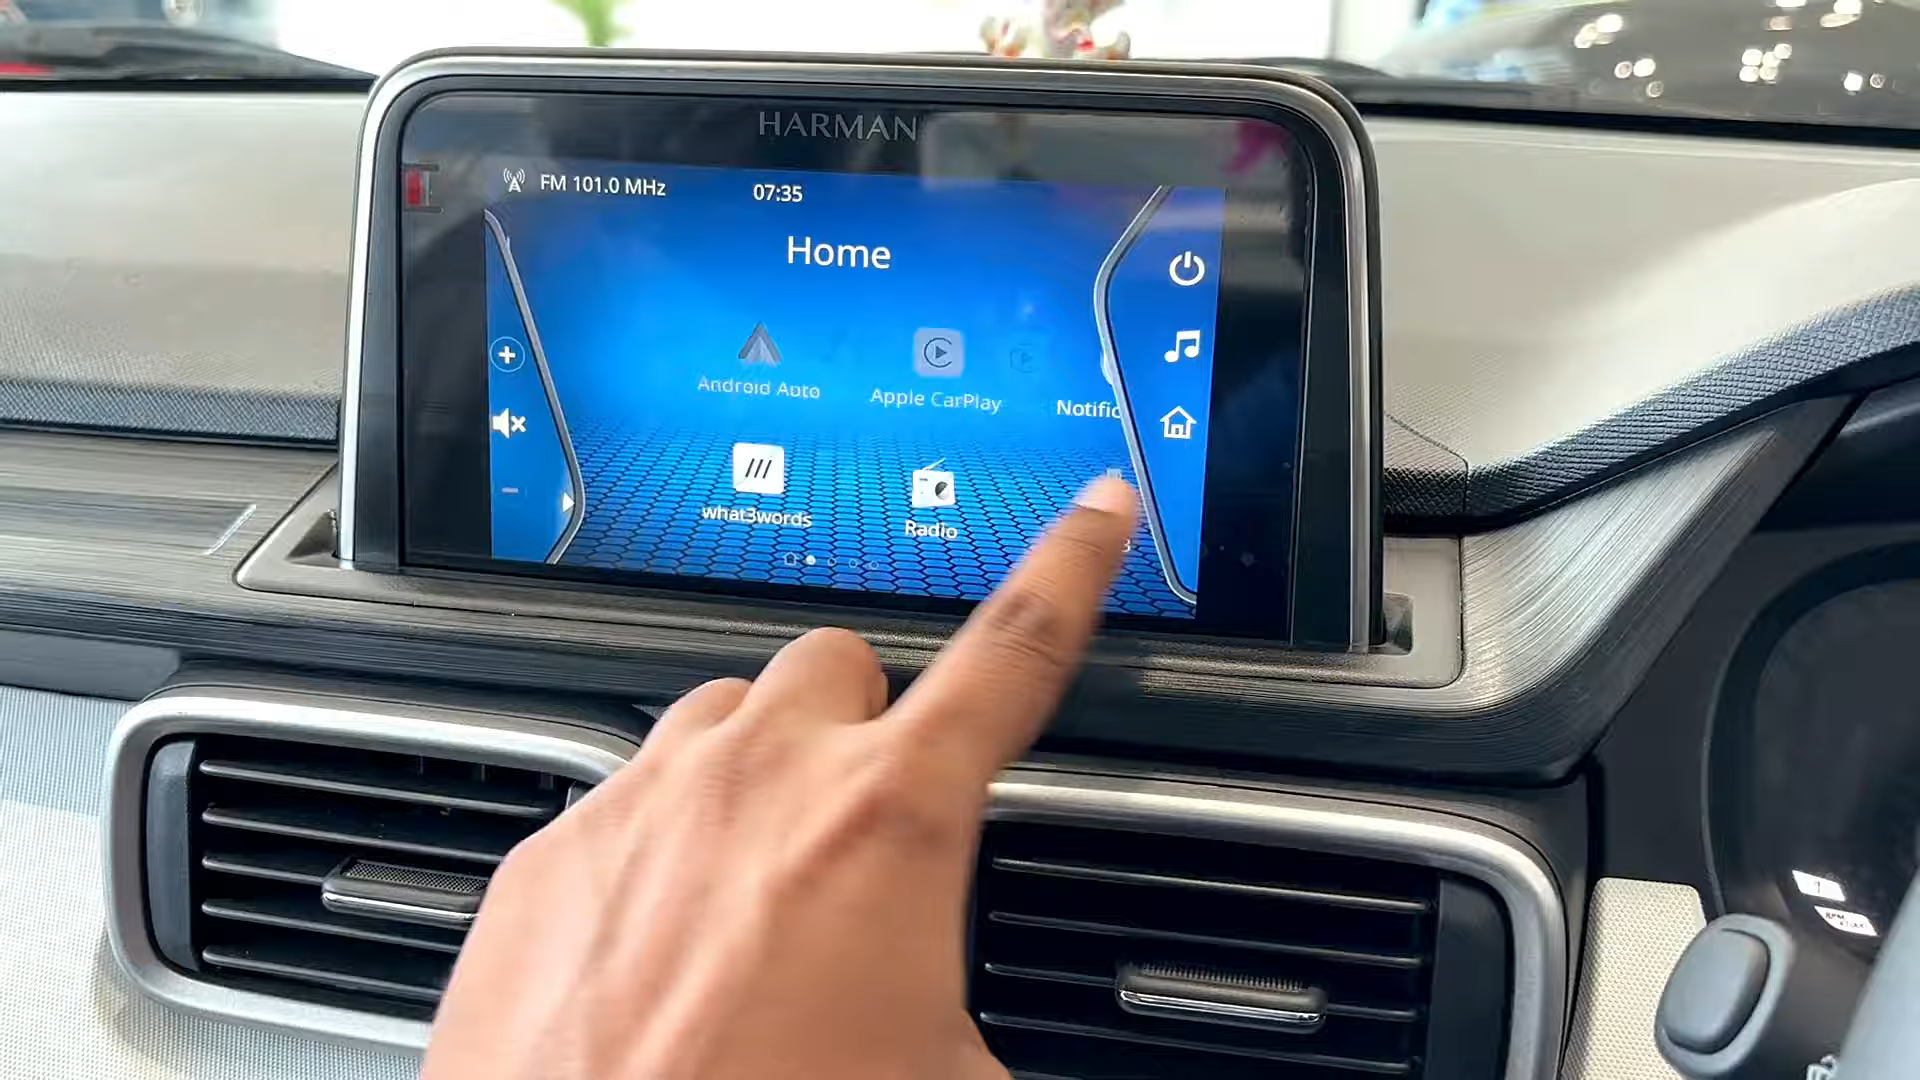 HARMAN
FM 101.0 MHz
07:35
Home
Android Auto
Apple CarPlay
Notific
what3words
Radio